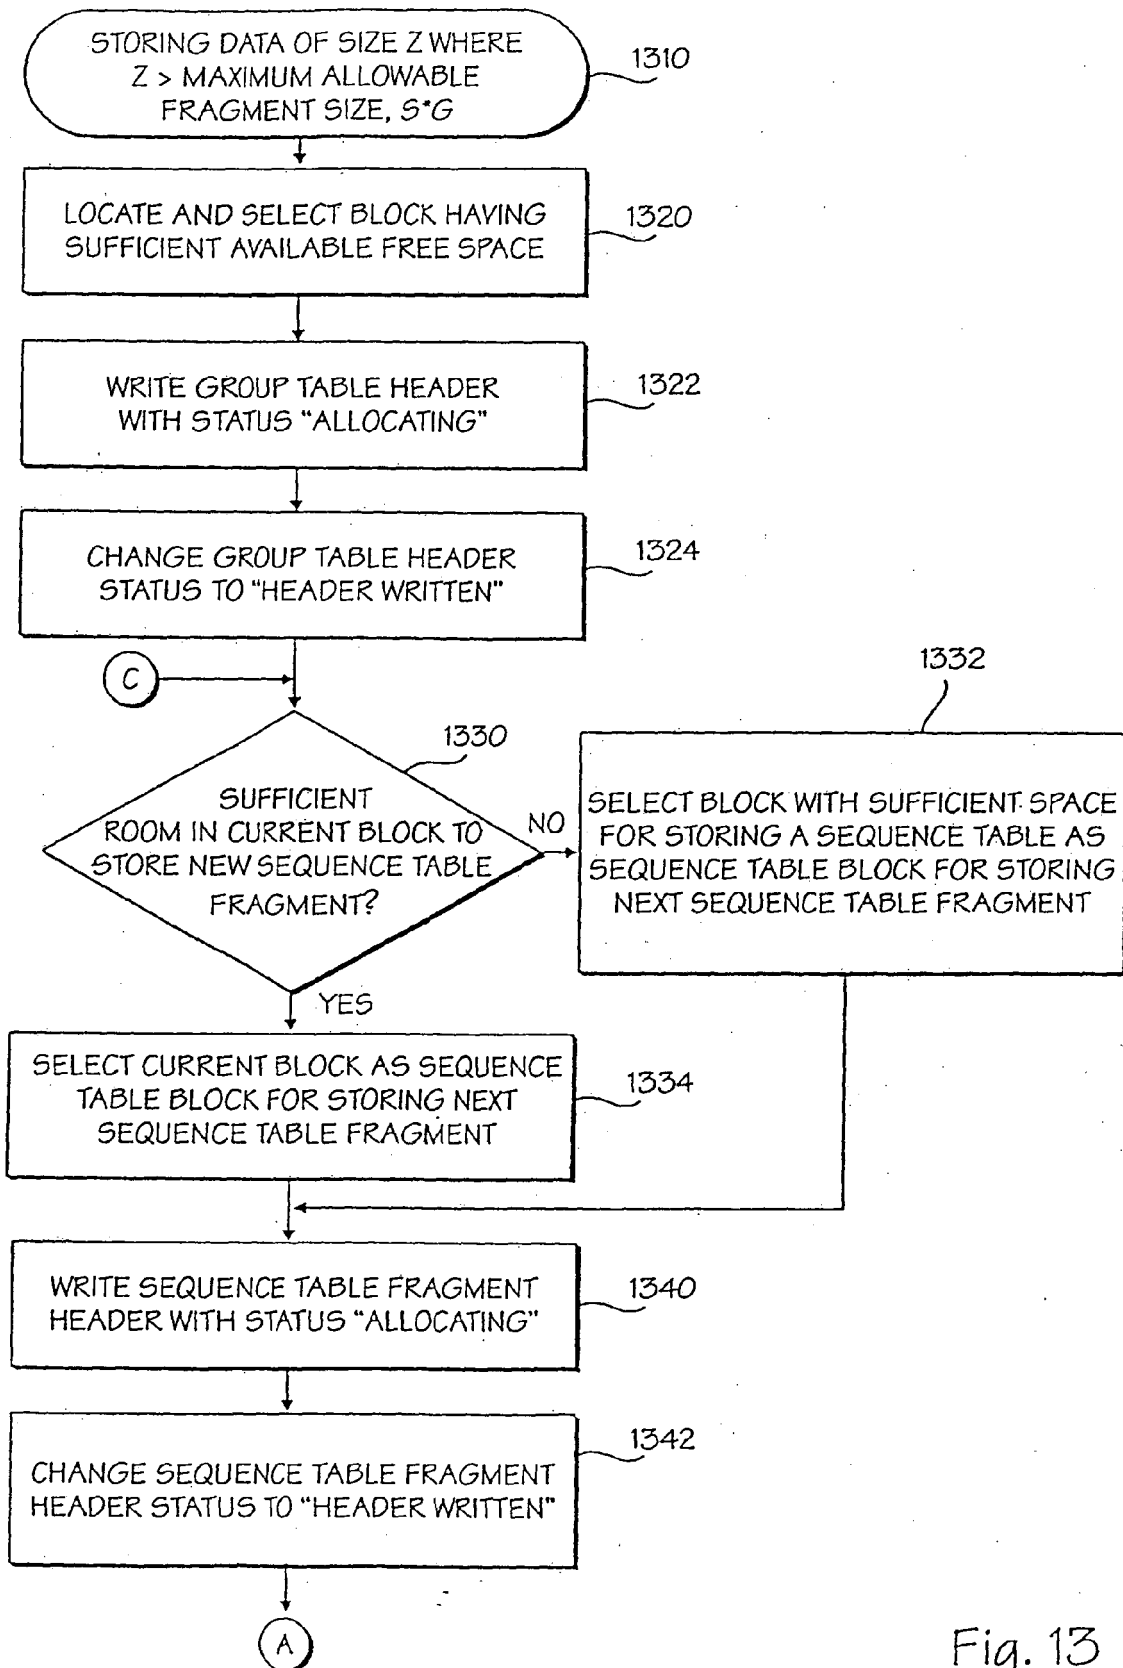 STORING DATA OF SIZE Z WHERE
Z > MAXIMUM ALLOWABLE
FRAGMENT SIZE, S*G
1310
LOCATE AND SELECT BLOCK HAVING
SUFFICIENT AVAILABLE FREE SPACE
1320
WRITE GROUP TABLE HEADER
WITH STATUS "ALLOCATING"
1322
CHANGE GROUP TABLE HEADER
STATUS TO "HEADER WRITTEN"
1324
C
SUFFICIENT
ROOM IN CURRENT BLOCK TO
STORE NEW SEQUENCE TABLE
FRAGMENT?
1330
NO
1332
SELECT BLOCK WITH SUFFICIENT SPACE
FOR STORING A SEQUENCE TABLE AS
SEQUENCE TABLE BLOCK FOR STORING
NEXT SEQUENCE TABLE FRAGMENT
YES
SELECT CURRENT BLOCK AS SEQUENCE
TABLE BLOCK FOR STORING NEXT
SEQUENCE TABLE FRAGMENT
1334
WRITE SEQUENCE TABLE FRAGMENT
HEADER WITH STATUS "ALLOCATING"
1340
CHANGE SEQUENCE TABLE FRAGMENT
HEADER STATUS TO "HEADER WRITTEN"
1342
A
Fig. 13